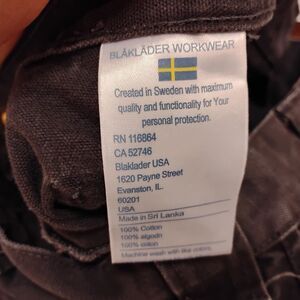 BLÅKLÄDER WORKWEAR
Created in Sweden with maximum
quality and functionality for Your
personal protection.
RN 116864
CA 52746
Blaklader USA
1620 Payne Street
Evanston, IL.
60201
USA
Made in Sri Lanka
100% Cotton
100% algodn
100% coton
Machine wash with like colors,